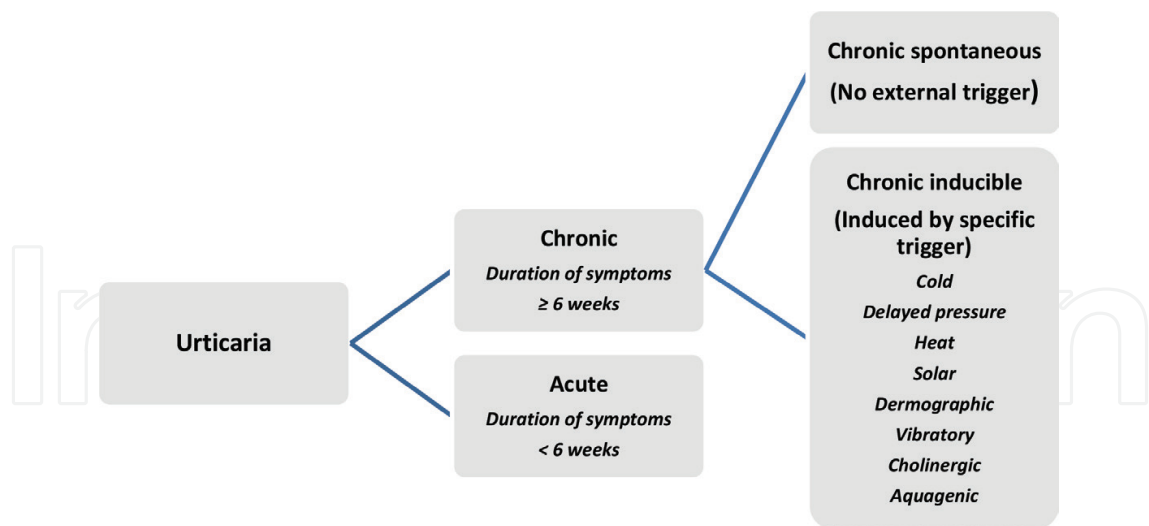 Urticaria
Chronic
Duration of symptoms
≥ 6 weeks
Acute
Duration of symptoms
< 6 weeks
Chronic spontaneous
(No external trigger)
Chronic inducible
(Induced by specific
trigger)
Cold
Delayed pressure
Heat
Solar
Dermographic
Vibratory
Cholinergic
Aquagenic